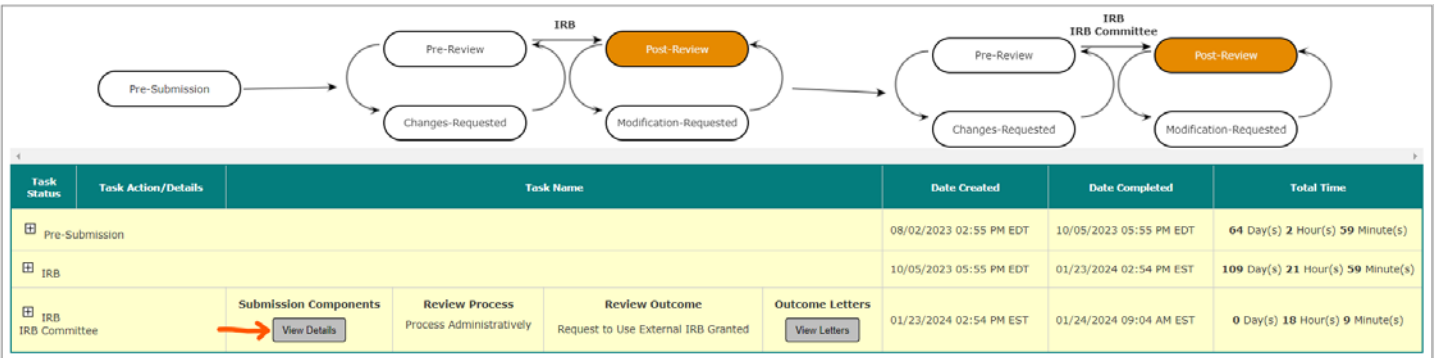 IRB
IRB
IRB Committee
Pre-Review
Post-Review
Pre-Review
Post-Review
Pre-Submission
Changes-Requested
Modification-Requested
Changes-Requested
Modification-Requested
Task Status
Task Action/Details
Task Name
Date Created
Date Completed
Total Time
Pre-Submission
08/02/2023 02:55 PM EDT
10/05/2023 05:55 PM EDT
64 Day(s) 2 Hour(s) 59 Minute(s)
IRB
10/05/2023 05:55 PM EDT
01/23/2024 02:54 PM EST
109 Day(s) 21 Hour(s) 59 Minute(s)
IRB
IRB Committee
Submission Components
View Details
Review Process
Process Administratively
Review Outcome
Request to Use External IRB Granted
Outcome Letters
View Letters
01/23/2024 02:54 PM EST
01/24/2024 09:04 AM EST
0 Day(s) 18 Hour(s) 9 Minute(s)